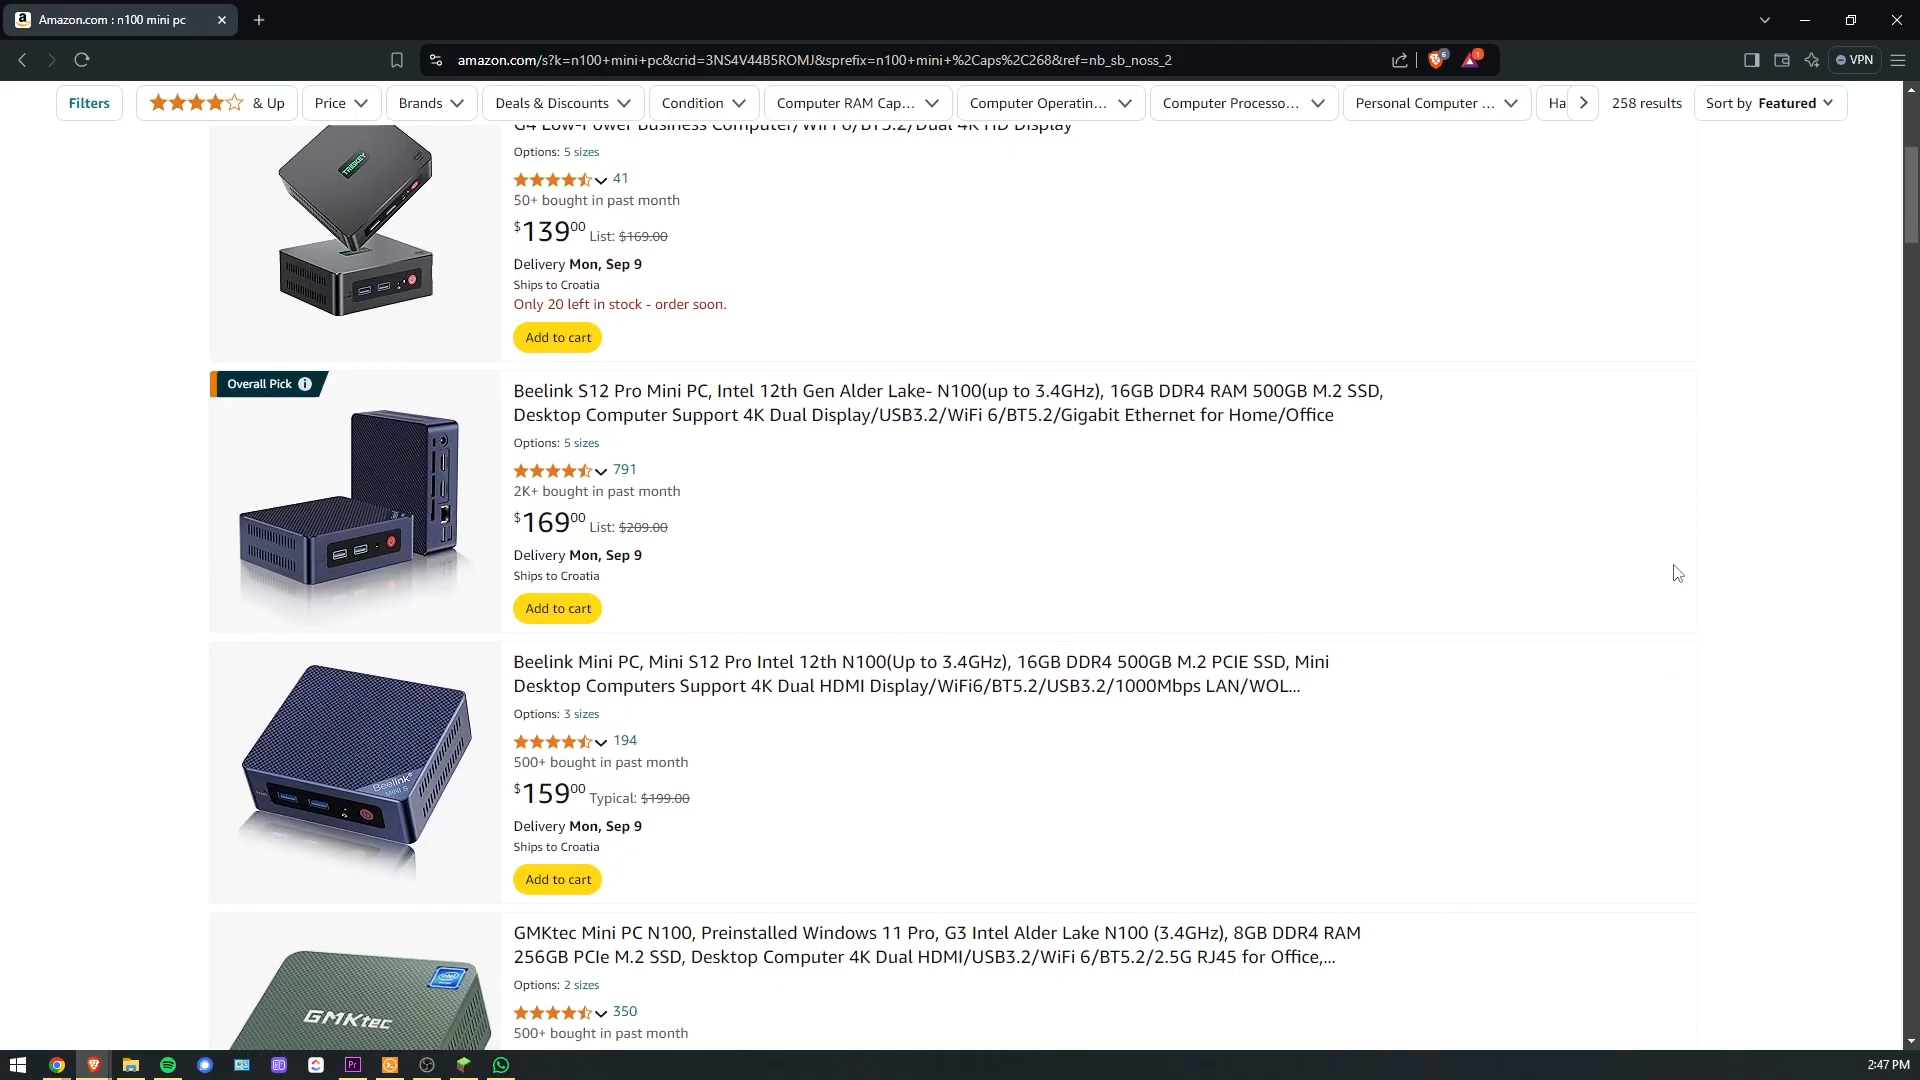 Amazon.com : n100 mini pc
amazon.com/s?k=n100+mini+pc&crid=3NS4V44B5ROMJ&sprefix=n100+mini+%2Caps%2C268&ref=nb_sb_noss_2
6
1
VPN
Filters
& Up
Price
Brands
Deals & Discounts
Condition
Computer RAM Cap...
Computer Operatin...
Computer Processo...
Personal Computer ...
Ha
258 results
Sort by Featured
G4 Low-Power Business Computer/WiFi 6/BT5.2/Dual 4K HD Display
Options: 5 sizes
41
50+ bought in past month
$139.00 List: $169.00
Delivery Mon, Sep 9
Ships to Croatia
Only 20 left in stock - order soon.
Add to cart
TRIGKEY
Overall Pick
Beelink S12 Pro Mini PC, Intel 12th Gen Alder Lake- N100(up to 3.4GHz), 16GB DDR4 RAM 500GB M.2 SSD,
Desktop Computer Support 4K Dual Display/USB3.2/WiFi 6/BT5.2/Gigabit Ethernet for Home/Office
Options: 5 sizes
791
2K+ bought in past month
$169.00 List: $209.00
Delivery Mon, Sep 9
Ships to Croatia
Add to cart
Beelink Mini PC, Mini S12 Pro Intel 12th N100(Up to 3.4GHz), 16GB DDR4 500GB M.2 PCIE SSD, Mini
Desktop Computers Support 4K Dual HDMI Display/WiFi6/BT5.2/USB3.2/1000Mbps LAN/WOL...
Options: 3 sizes
194
500+ bought in past month
$159.00 Typical: $199.00
Delivery Mon, Sep 9
Ships to Croatia
Add to cart
Beelink
MINI S
GMKtec Mini PC N100, Preinstalled Windows 11 Pro, G3 Intel Alder Lake N100 (3.4GHz), 8GB DDR4 RAM
256GB PCIe M.2 SSD, Desktop Computer 4K Dual HDMI/USB3.2/WiFi 6/BT5.2/2.5G RJ45 for Office,...
Options: 2 sizes
350
500+ bought in past month
intel
GMKtec
Pr
2:47 PM